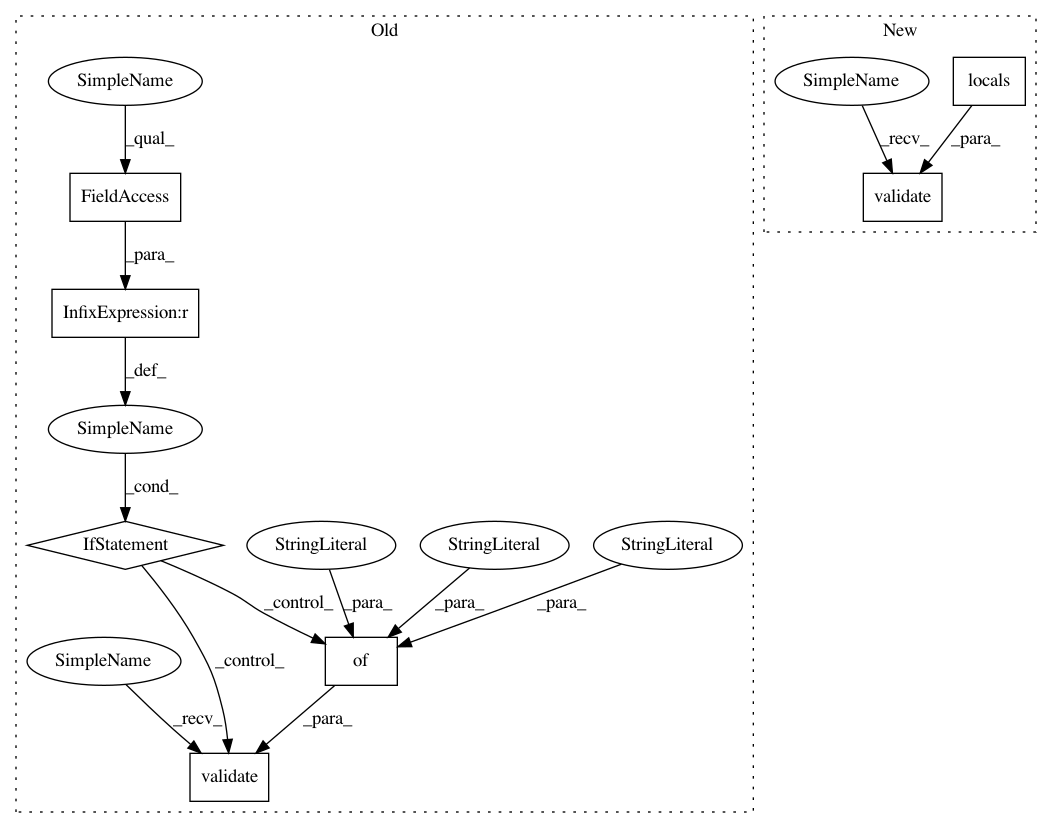 Old
New
SimpleName
SimpleName
locals
_qual_
_recv_
_para_
FieldAccess
validate
_para_
InfixExpression:r
_def_
SimpleName
_cond_
IfStatement
StringLiteral
StringLiteral
StringLiteral
_control_
_para_
_para_
_para_
SimpleName
_control_
of
_recv_
_para_
validate